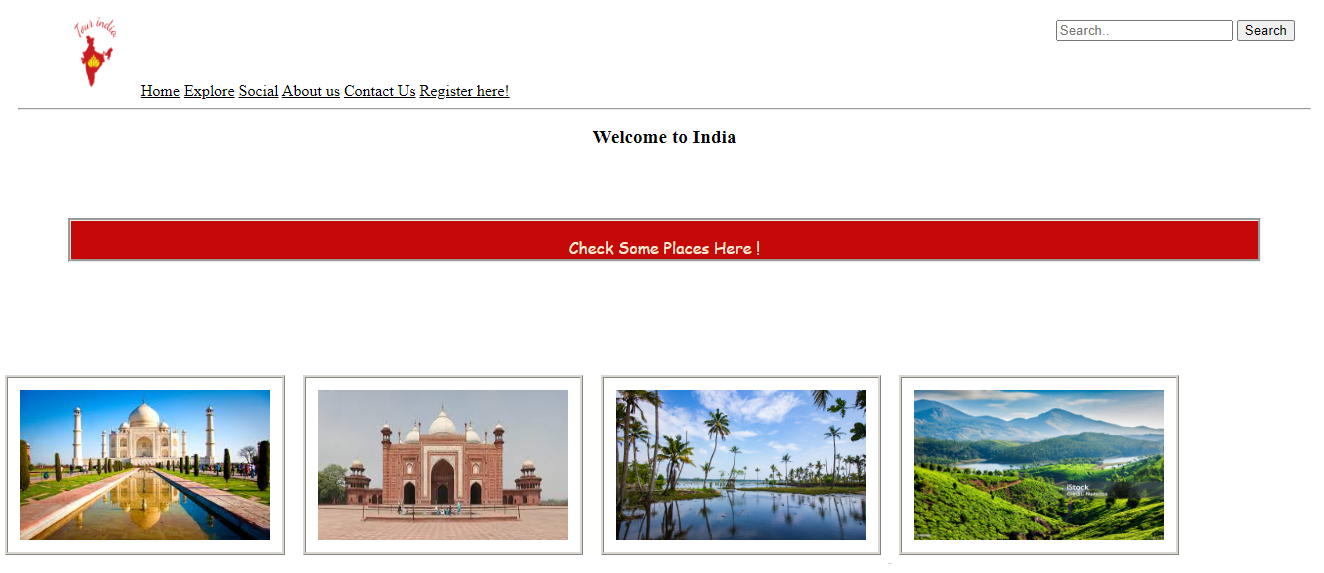 Tour india
Search..
Search
Home Explore Social About us Contact Us Register here!
Welcome to India
Check Some Places Here !
iStock